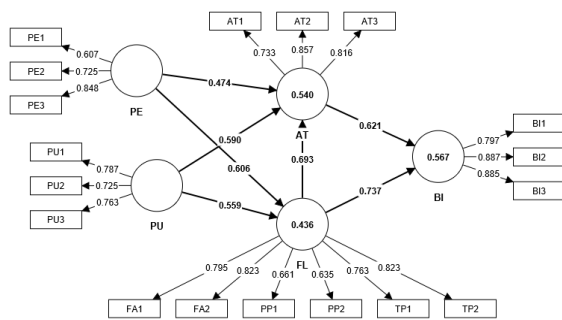 AT1 AT2 AT3
PE1
0.607
0.733 0.857 0.816
PE2
0.725
PE3
0.848
PE
0.474
0.540
AT
0.590
0.621
0.606
0.693
PU1
0.787
PU2
0.725
PU3
0.763
PU
0.559
0.567
BI
0.797
BI1
0.887
BI2
0.885
BI3
0.737
0.436
FL
0.795 0.823 0.661 0.635 0.763 0.823
FA1 FA2 PP1 PP2 TP1 TP2